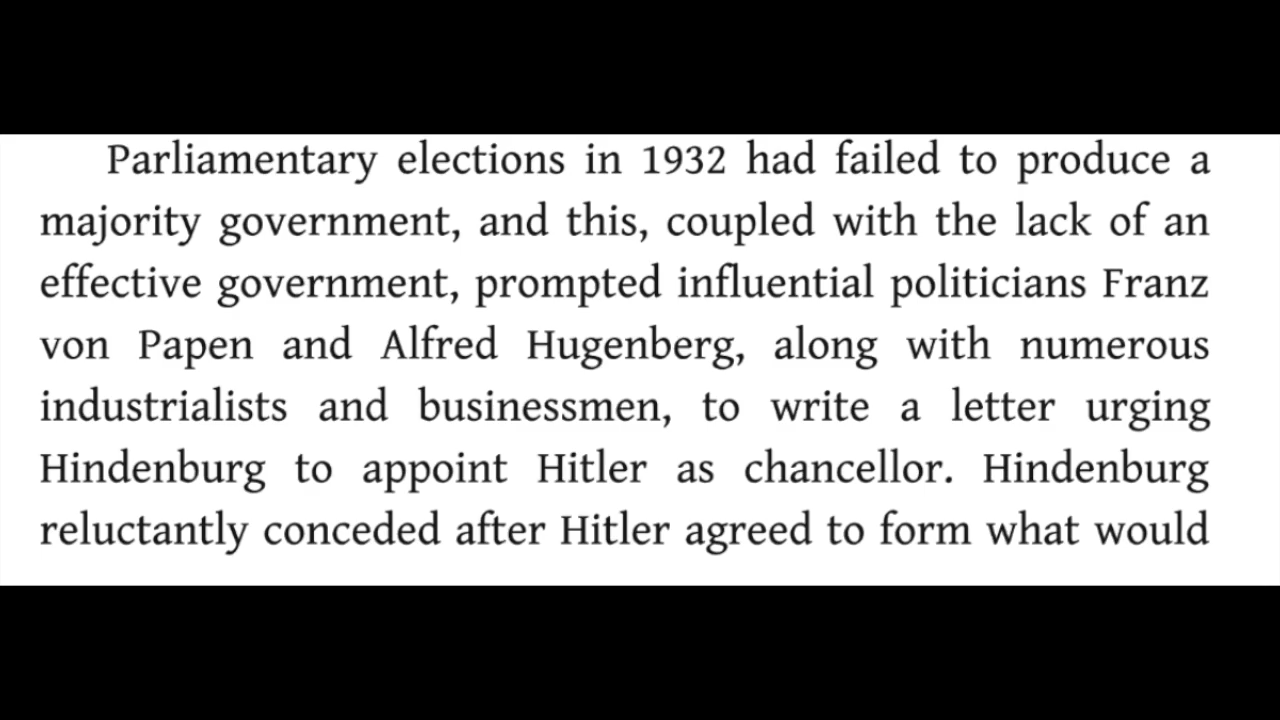 Parliamentary elections in 1932 had failed to produce a
majority government, and this, coupled with the lack of an
effective government, prompted influential politicians Franz
von Papen and Alfred Hugenberg, along with numerous
industrialists and businessmen, to write a letter urging
Hindenburg to appoint Hitler as chancellor. Hindenburg
reluctantly conceded after Hitler agreed to form what would